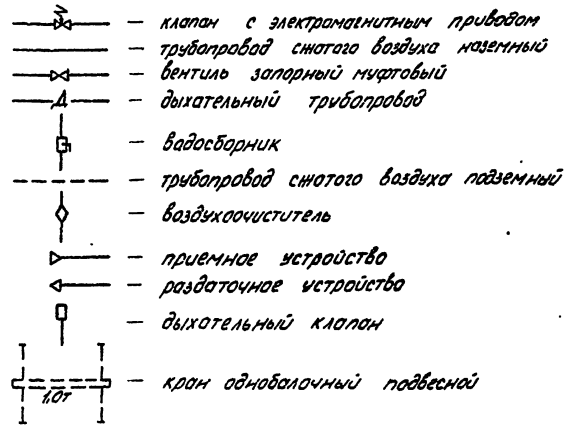 — клапан с электромагнитным приводом
— трубопровод сжатого воздуха наземный
— вентиль запорный муфтовый
Д — дыхательный трубопровод
— вадосборник
— трубопровод сжатого воздуха подземный
— воздухоочиститель
— приемное устройство
— раздаточное устройство
— дыхательный клапан
— кран однобалочный подвесной
1,0т